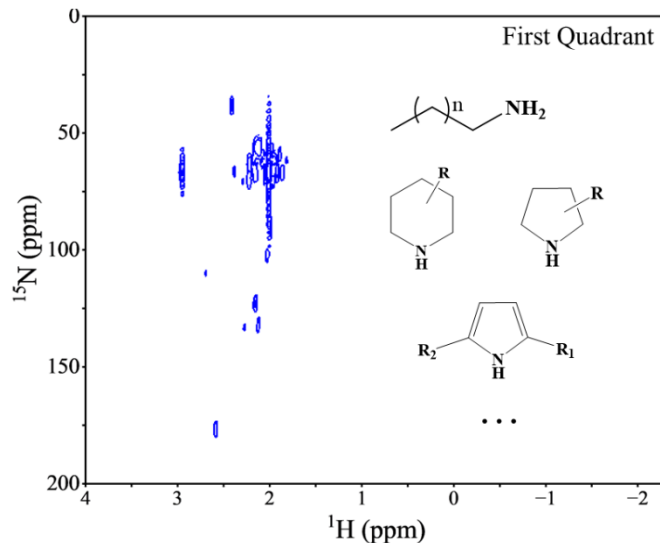 First Quadrant
0
50
100
150
200
¹⁵N (ppm)
n
NH₂
R
N
H
R
N
H
R₂
N
H
R₁
...
4
3
2
1
0
−1
−2
¹H (ppm)